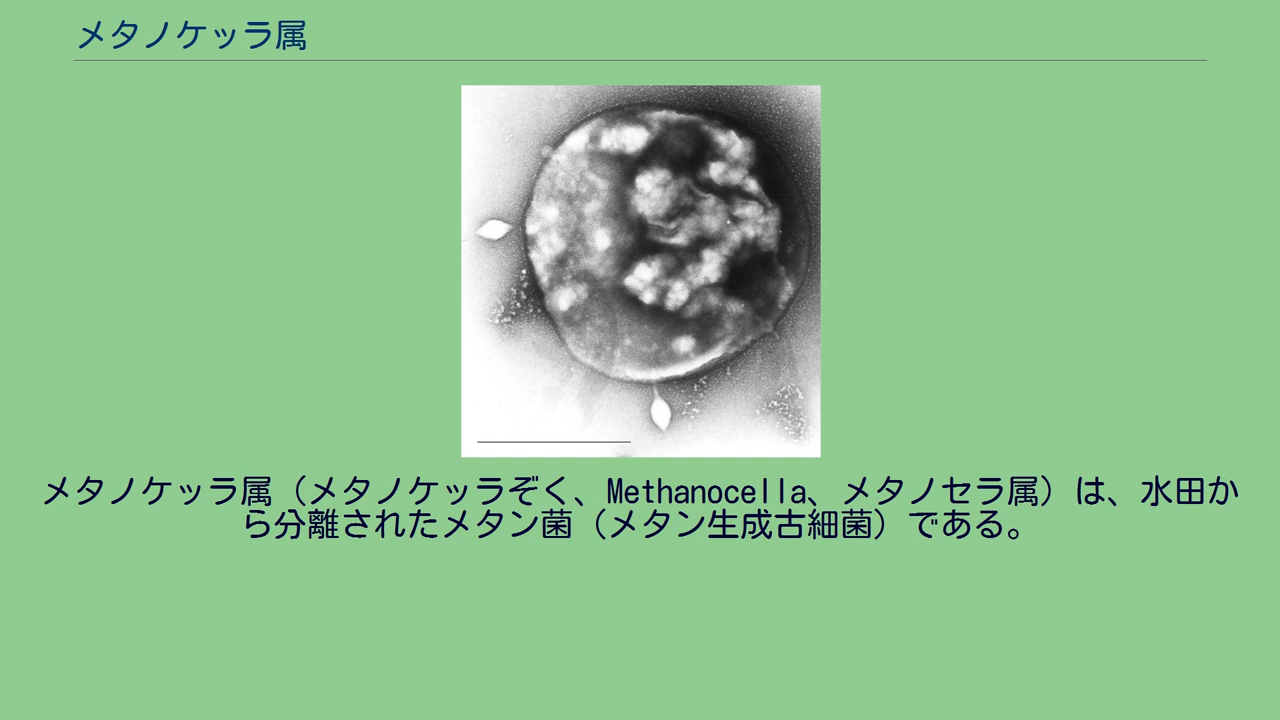 メタノケッラ属
メタノケッラ属（メタノケッラぞく、Methanocella、メタノセラ属）は、水田か
ら分離されたメタン菌（メタン生成古細菌）である。